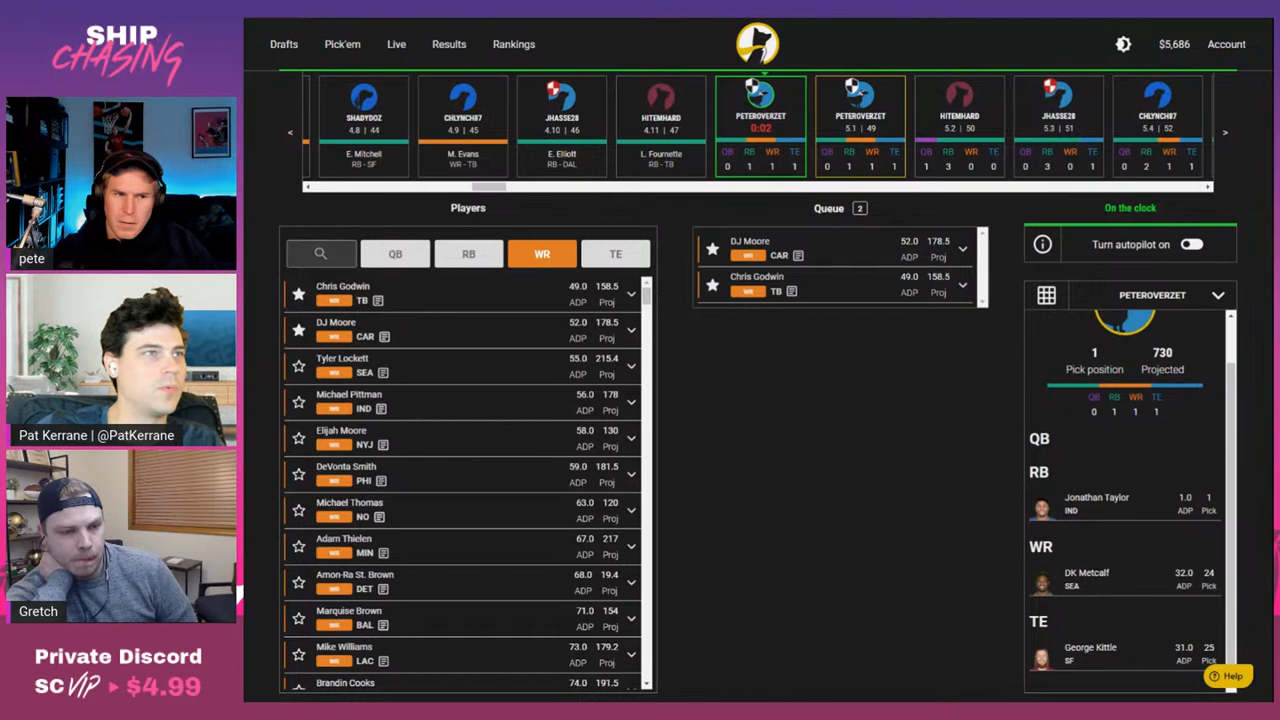 SHIP
CHASING
pete
Pat Kerrane | @PatKerrane
Gretch
Private Discord
SC VIP ▸ $4.99
Drafts Pick'em Live Results Rankings
$5,686 Account
<
SHADYDOZ
4.8 | 44
E. Mitchell
RB - SF
CHLYNCH87
4.9 | 45
M. Evans
WR - TB
JHASSE28
4.10 | 46
E. Elliott
RB - DAL
HITEMHARD
4.11 | 47
L. Fournette
RB - TB
PETEROVERZET
0:02
QB RB WR TE
0 1 1 1
PETEROVERZET
5.1 | 49
QB RB WR TE
0 1 1 1
HITEMHARD
5.2 | 50
QB RB WR TE
1 3 0 0
JHASSE28
5.3 | 51
QB RB WR TE
0 3 0 1
CHLYNCH87
5.4 | 52
QB RB WR TE
0 2 1 1
>
Players
QB RB WR TE
Chris Godwin 49.0 158.5
WR TB ADP Proj
DJ Moore 52.0 178.5
WR CAR ADP Proj
Tyler Lockett 55.0 215.4
WR SEA ADP Proj
Michael Pittman 56.0 178
WR IND ADP Proj
Elijah Moore 58.0 130
WR NYJ ADP Proj
DeVonta Smith 59.0 181.5
WR PHI ADP Proj
Michael Thomas 63.0 120
WR NO ADP Proj
Adam Thielen 67.0 217
WR MIN ADP Proj
Amon-Ra St. Brown 68.0 19.4
WR DET ADP Proj
Marquise Brown 71.0 154
WR BAL ADP Proj
Mike Williams 73.0 179.2
WR LAC ADP Proj
Brandin Cooks 74.0 191.5
Queue 2
DJ Moore 52.0 178.5
WR CAR ADP Proj
Chris Godwin 49.0 158.5
WR TB ADP Proj
On the clock
Turn autopilot on
PETEROVERZET
1 730
Pick position Projected
QB RB WR TE
0 1 1 1
QB
RB
Jonathan Taylor 1.0 1
IND ADP Pick
WR
DK Metcalf 32.0 24
SEA ADP Pick
TE
George Kittle 31.0 25
SF ADP Pick
Help